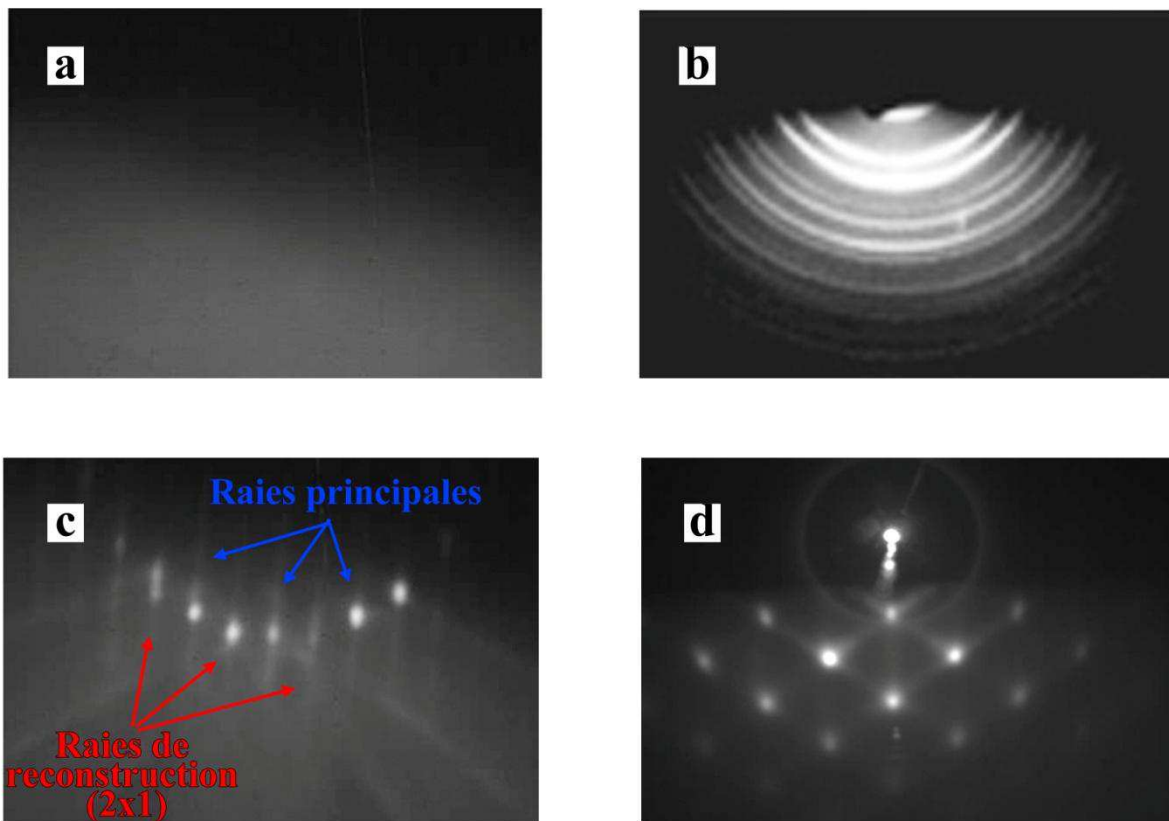 a
b
c
Raies principales
Raies de
reconstruction
(2x1)
d